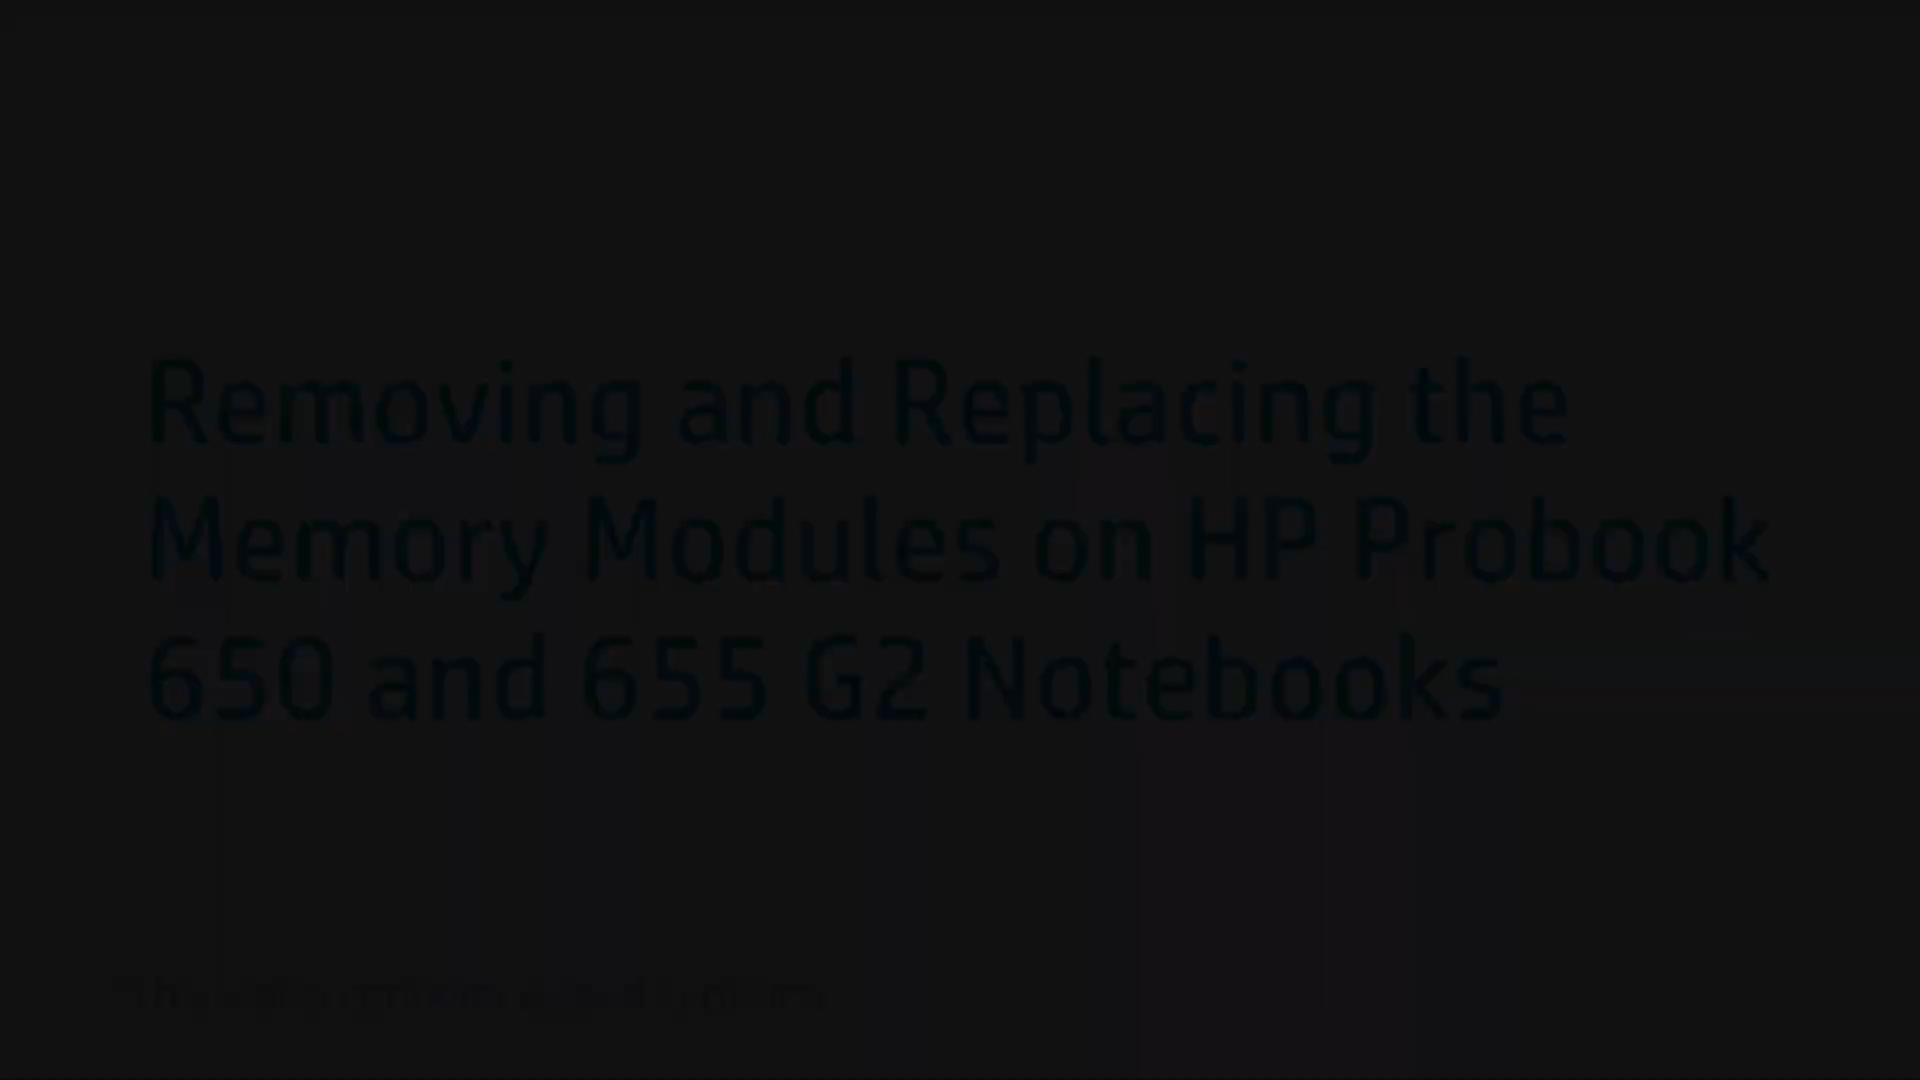 Removing and Replacing the
Memory Modules on HP Probook
650 and 655 G2 Notebooks